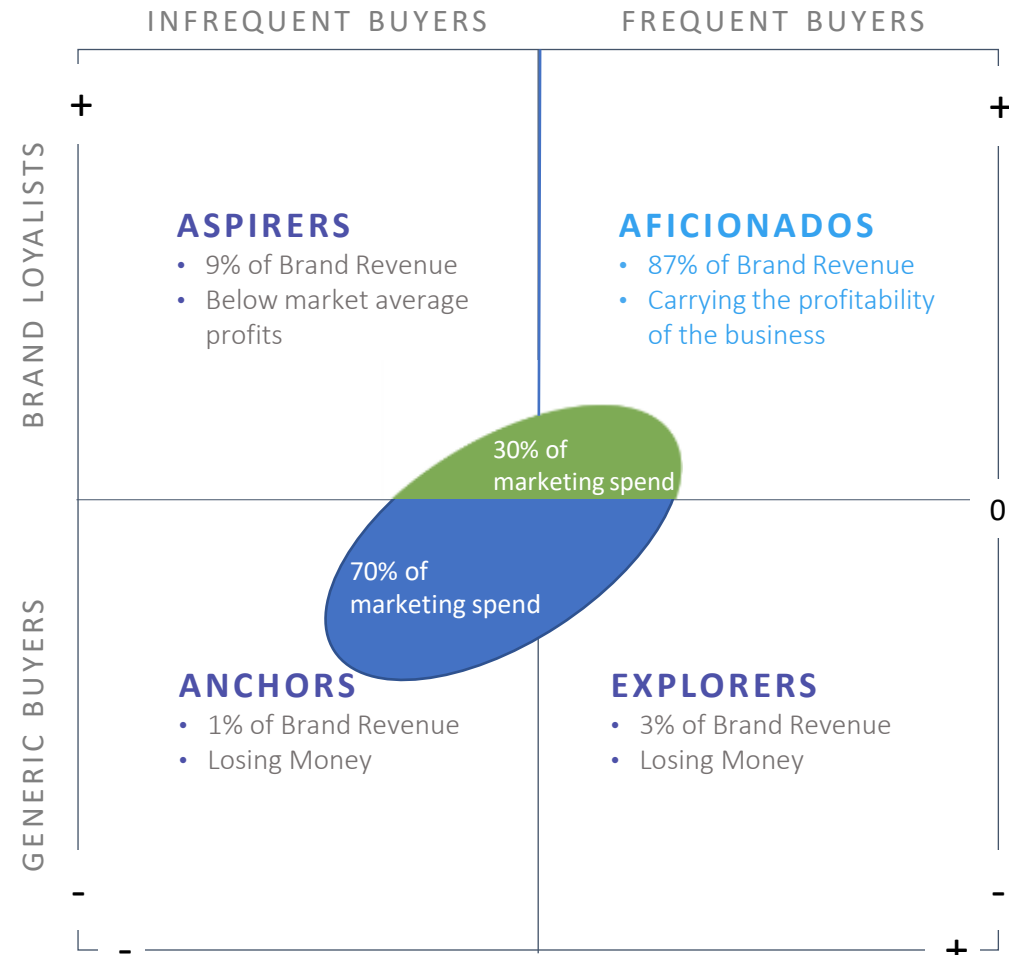 INFREQUENT BUYERS
FREQUENT BUYERS
+
+
BRAND LOYALISTS
ASPIRERS
• 9% of Brand Revenue
• Below market average
profits
AFICIONADOS
• 87% of Brand Revenue
• Carrying the profitability
of the business
30% of
marketing spend
0
70% of
marketing spend
GENERIC BUYERS
ANCHORS
• 1% of Brand Revenue
• Losing Money
EXPLORERS
• 3% of Brand Revenue
• Losing Money
-
-
-
+